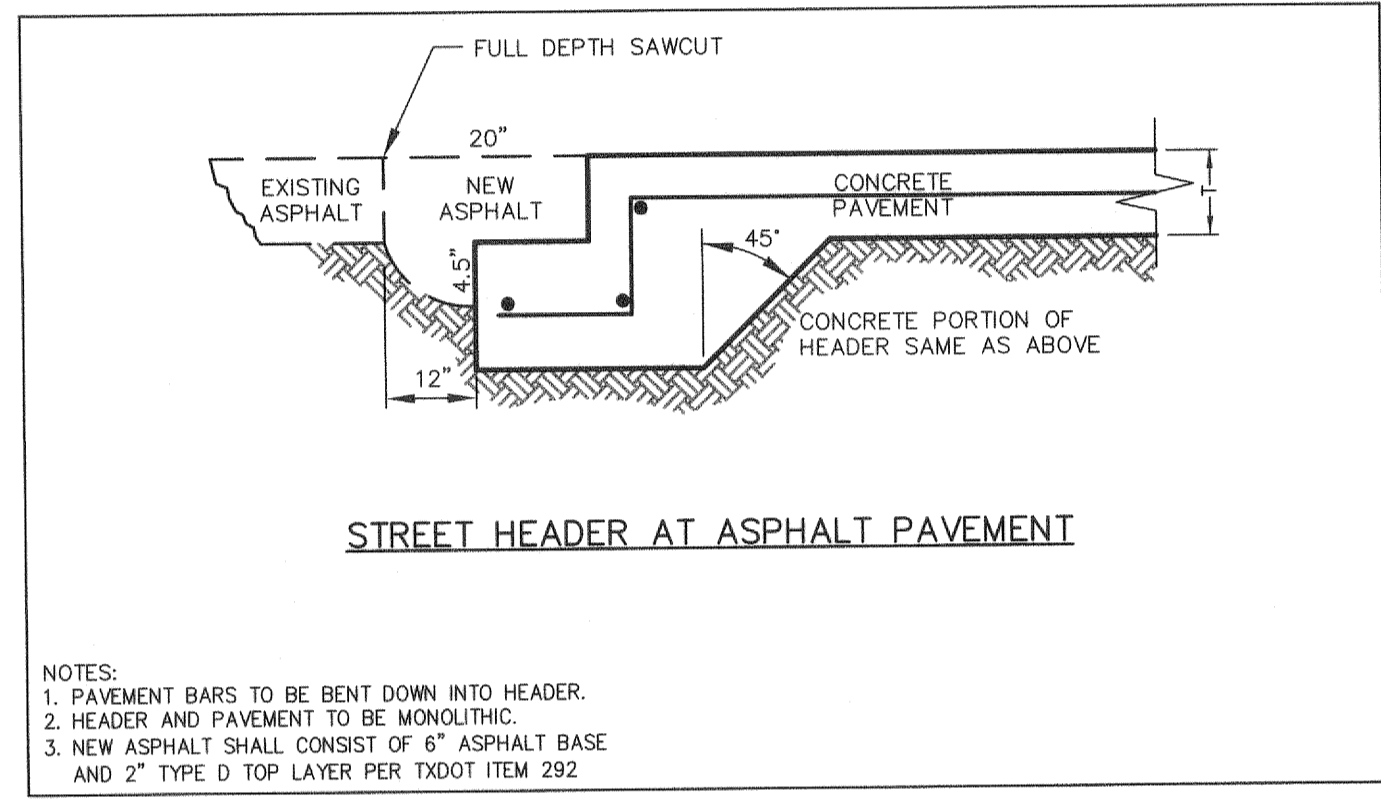 FULL DEPTH SAWCUT
20”
EXISTING
ASPHALT
NEW
ASPHALT
CONCRETE
PAVEMENT
T
45°
4.5”
CONCRETE PORTION OF
HEADER SAME AS ABOVE
12”
STREET HEADER AT ASPHALT PAVEMENT
NOTES:
1. PAVEMENT BARS TO BE BENT DOWN INTO HEADER.
2. HEADER AND PAVEMENT TO BE MONOLITHIC.
3. NEW ASPHALT SHALL CONSIST OF 6” ASPHALT BASE
AND 2” TYPE D TOP LAYER PER TXDOT ITEM 292